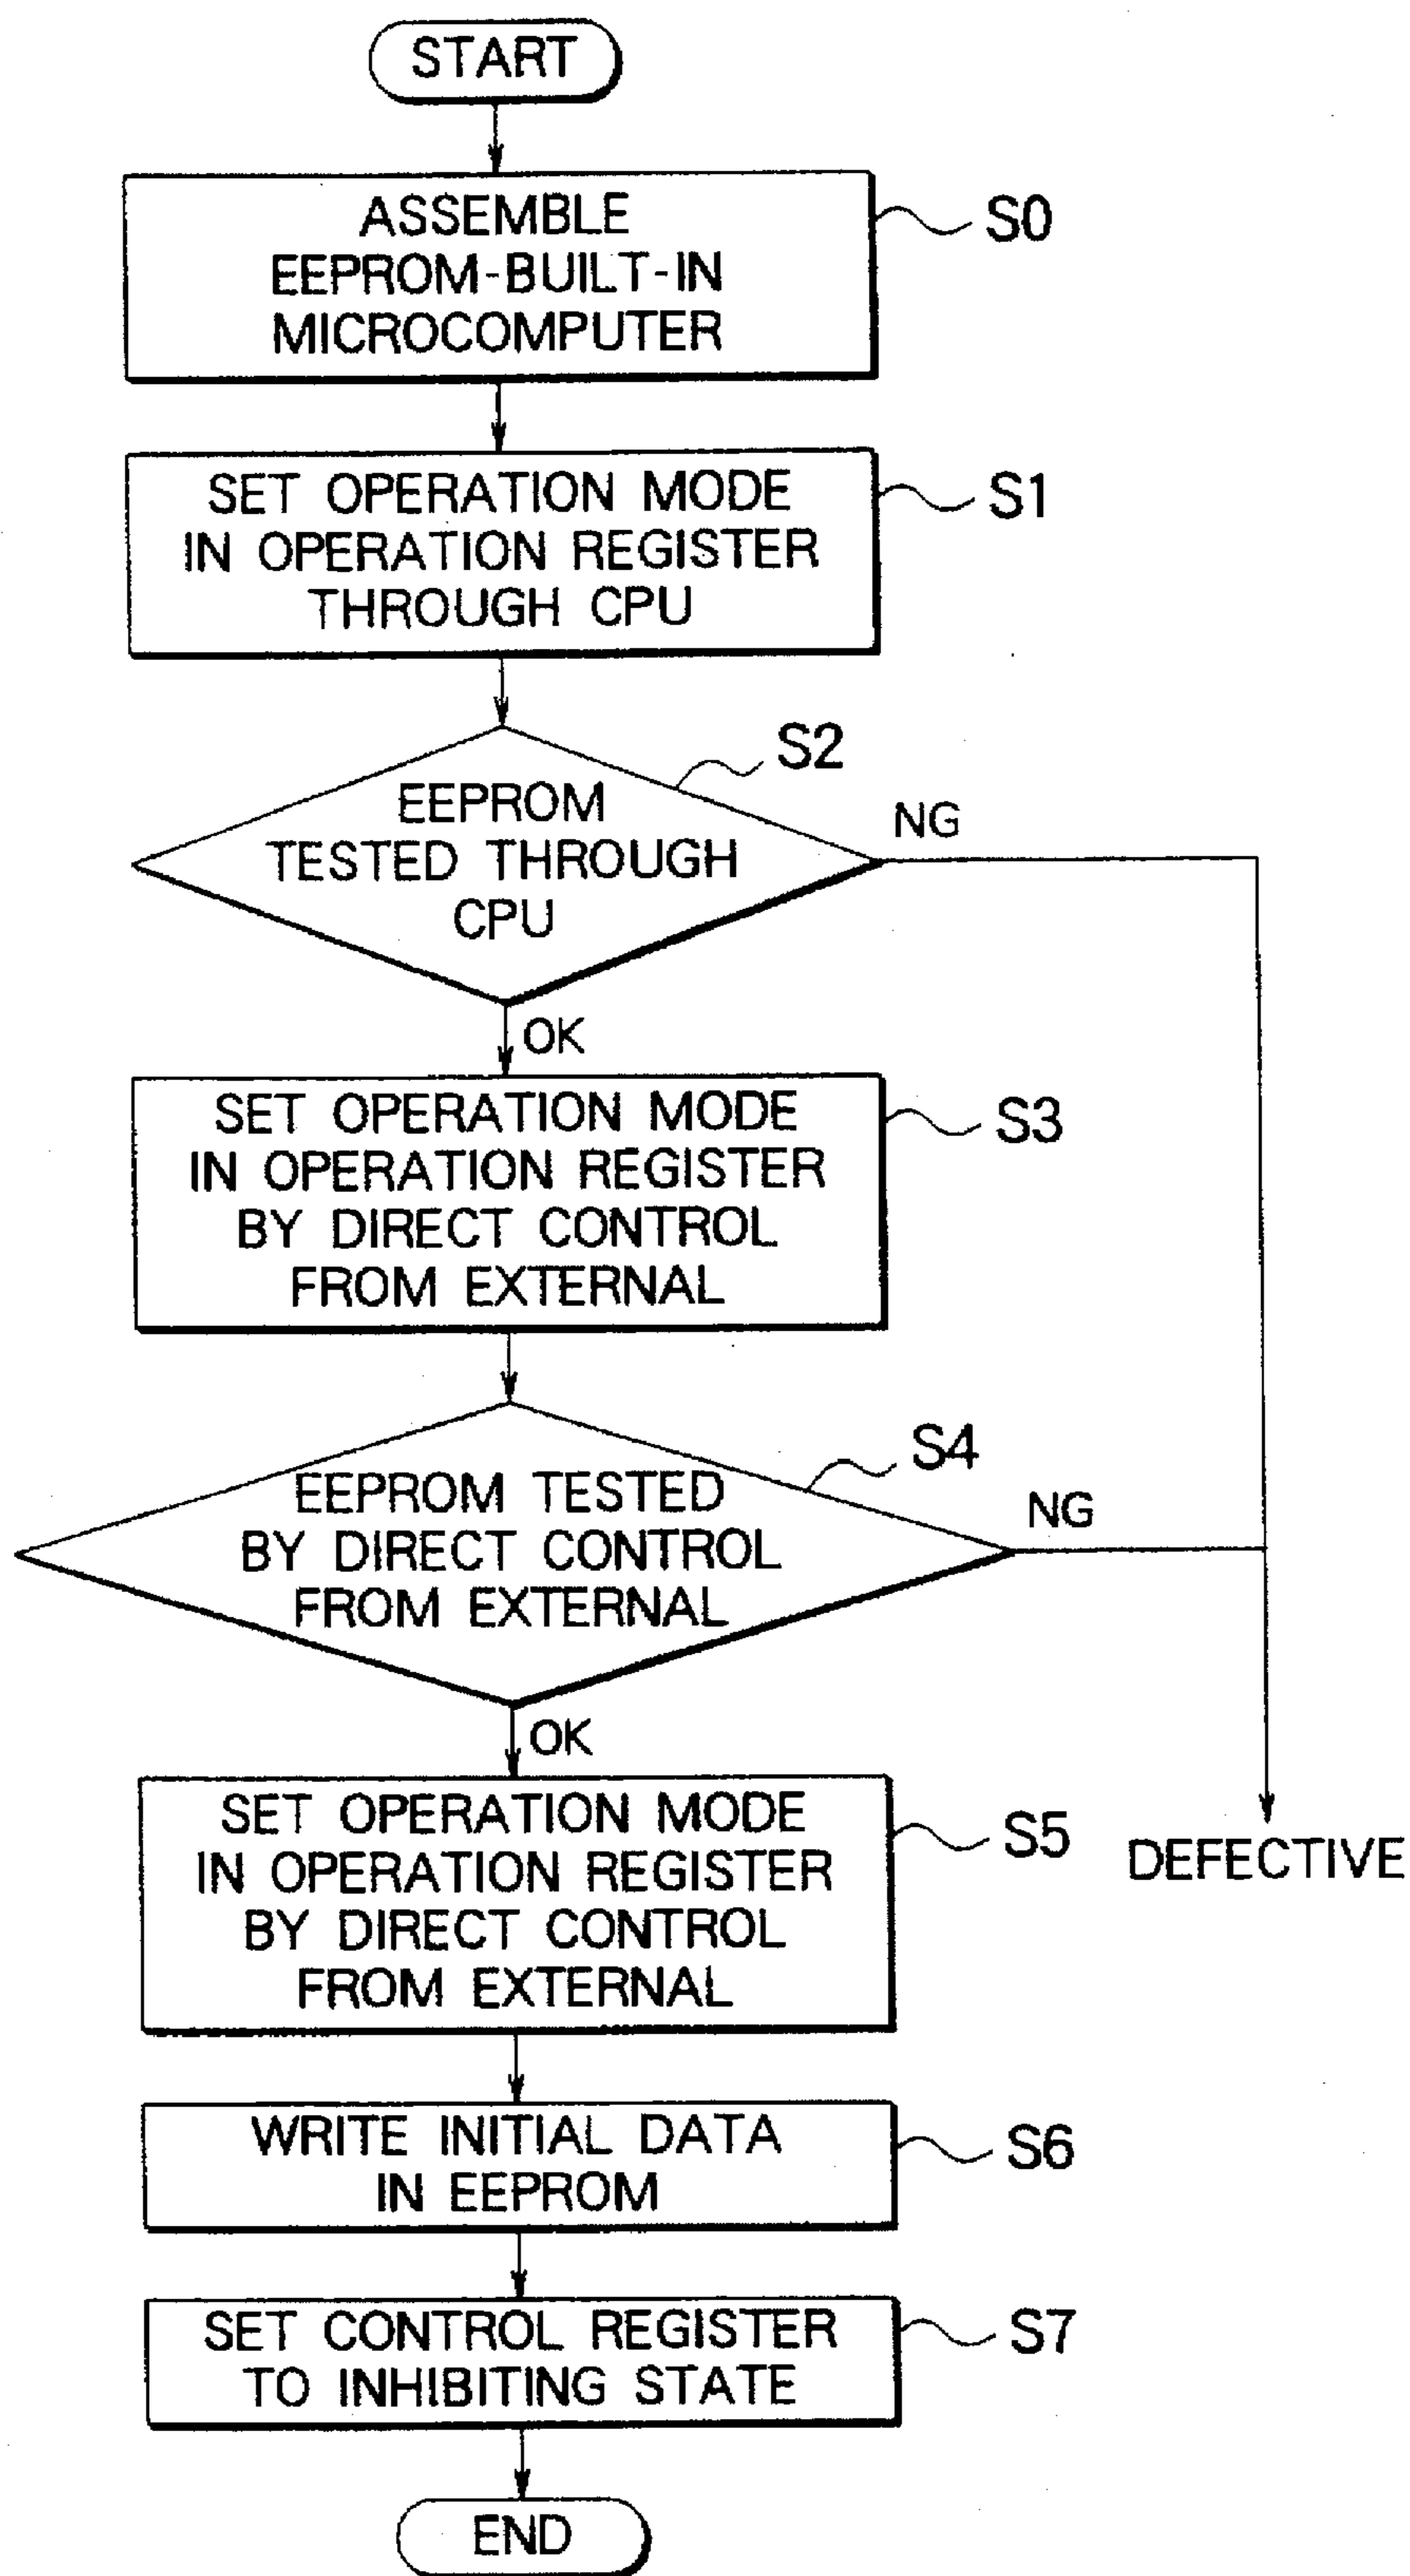 START
ASSEMBLE
EEPROM-BUILT-IN
MICROCOMPUTER
S0
SET OPERATION MODE
IN OPERATION REGISTER
THROUGH CPU
S1
EEPROM
TESTED THROUGH
CPU
S2
NG
OK
SET OPERATION MODE
IN OPERATION REGISTER
BY DIRECT CONTROL
FROM EXTERNAL
S3
EEPROM TESTED
BY DIRECT CONTROL
FROM EXTERNAL
S4
NG
OK
SET OPERATION MODE
IN OPERATION REGISTER
BY DIRECT CONTROL
FROM EXTERNAL
S5
DEFECTIVE
WRITE INITIAL DATA
IN EEPROM
S6
SET CONTROL REGISTER
TO INHIBITING STATE
S7
END